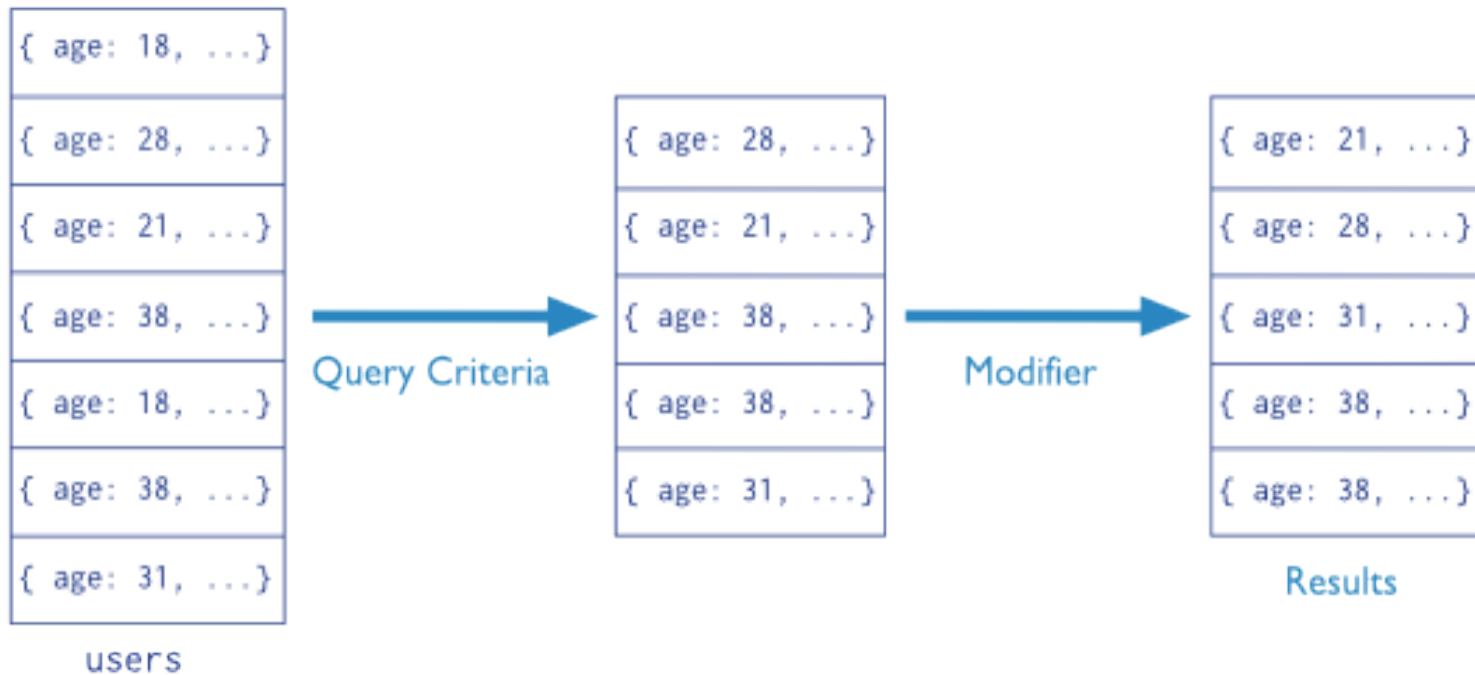 { age: 18, ...}
{ age: 28, ...}
{ age: 21, ...}
{ age: 38, ...}
{ age: 18, ...}
{ age: 38, ...}
{ age: 31, ...}
users
Query Criteria
{ age: 28, ...}
{ age: 21, ...}
{ age: 38, ...}
{ age: 38, ...}
{ age: 31, ...}
Modifier
{ age: 21, ...}
{ age: 28, ...}
{ age: 31, ...}
{ age: 38, ...}
{ age: 38, ...}
Results